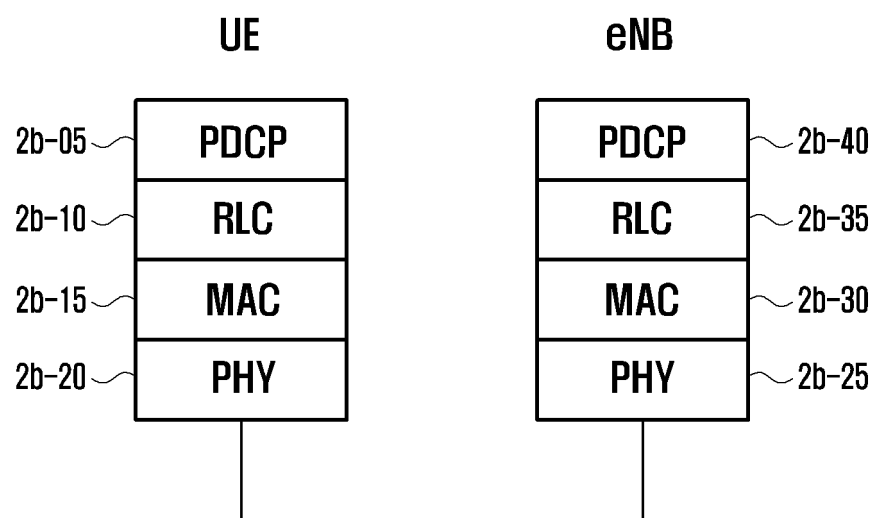 UE eNB
2b-05 PDCP PDCP 2b-40
2b-10 RLC RLC 2b-35
2b-15 MAC MAC 2b-30
2b-20 PHY PHY 2b-25